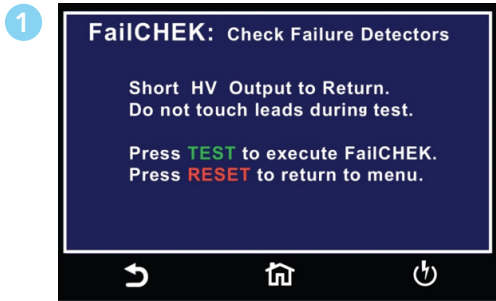 1
FailCHEK: Check Failure Detectors
Short HV Output to Return.
Do not touch leads during test.
Press TEST to execute FailCHEK.
Press RESET to return to menu.